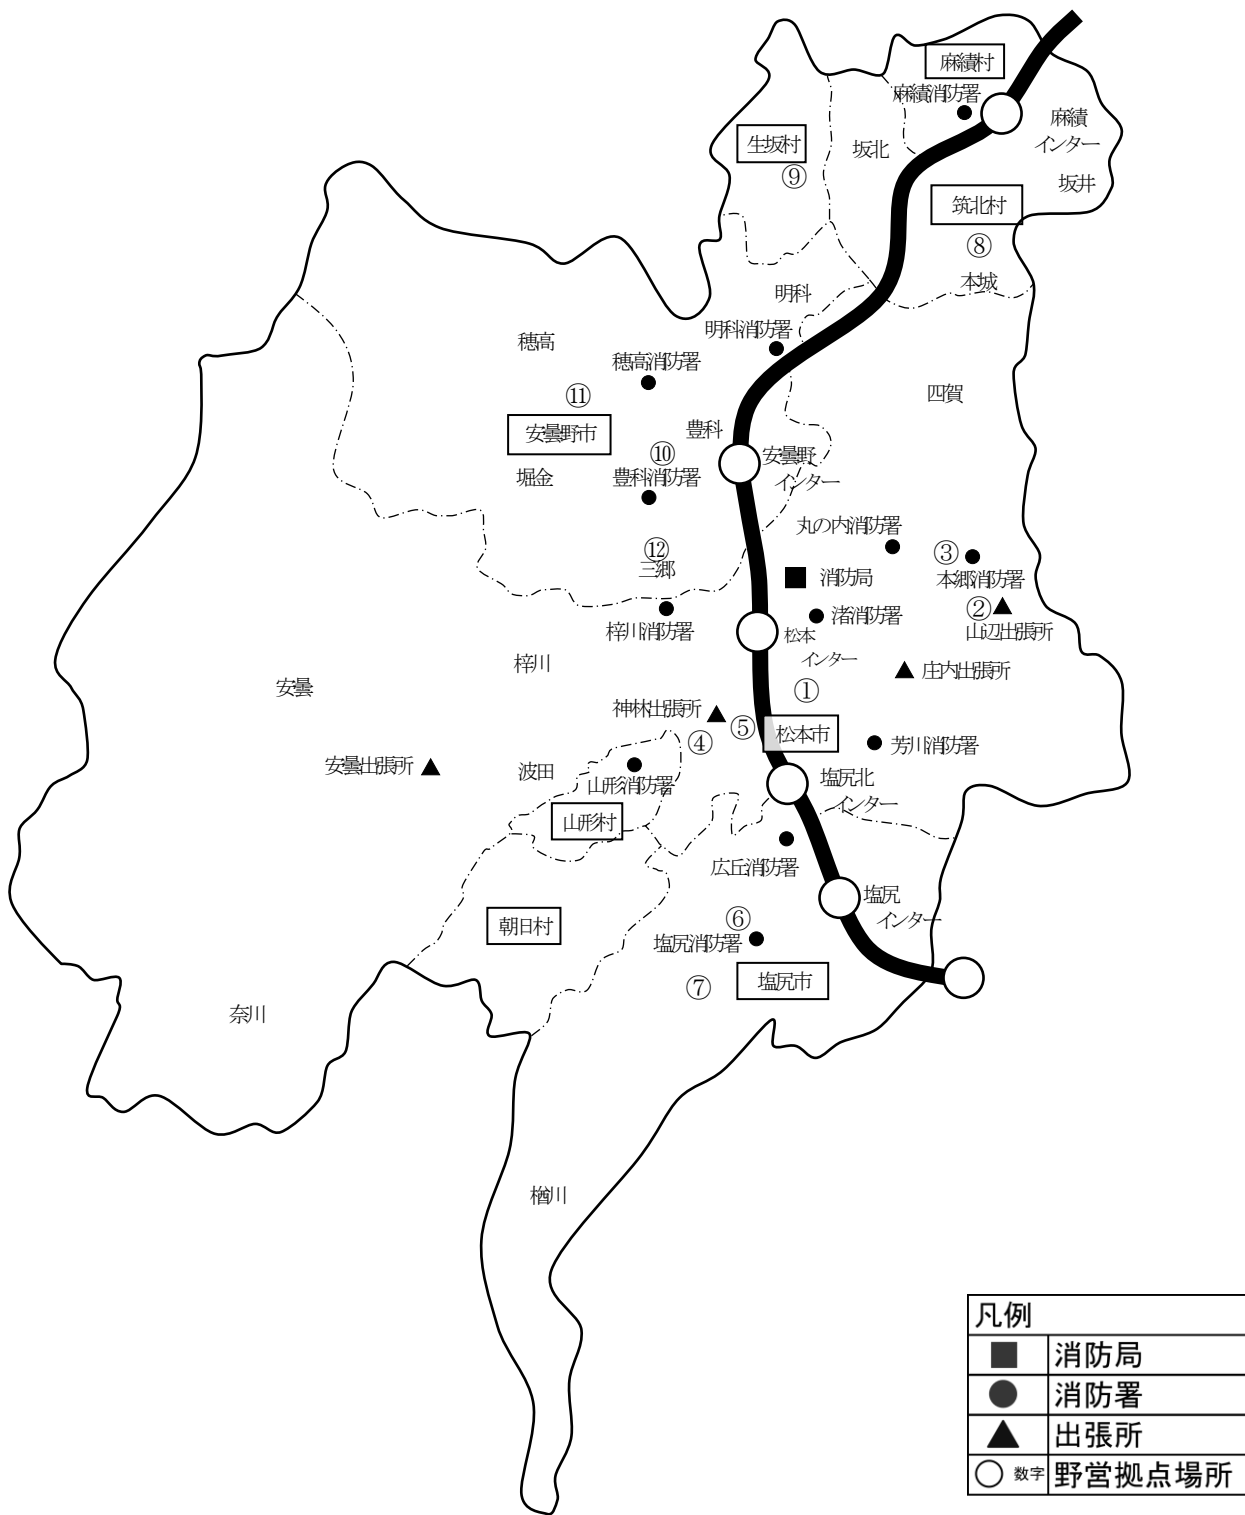 麻績村
麻績消防署
麻績
インター
生坂村
坂北
⑨
坂井
筑北村
⑧
本城
明科
明科消防署
穂高
穂高消防署
四賀
⑪
安曇野市
豊科
⑩
安曇野
インター
堀金
豊科消防署
丸の内消防署
⑫
三郷
③
本郷消防署
消防局
②
山辺出張所
梓川消防署
渚消防署
松本
インター
梓川
庄内出張所
安曇
①
神林出張所
⑤
松本市
④
芳川消防署
安曇出張所
波田
山形消防署
塩尻北
インター
山形村
広丘消防署
塩尻
インター
朝日村
⑥
塩尻消防署
⑦
塩尻市
奈川
楢川
凡例
消防局
消防署
出張所
数字 野営拠点場所